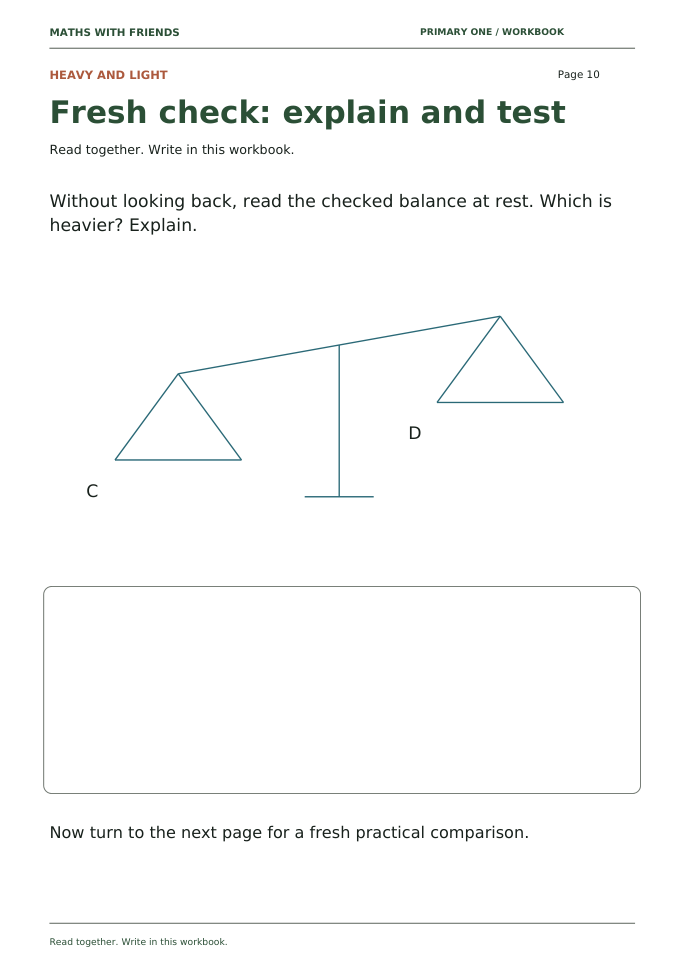 MATHS WITH FRIENDS
PRIMARY ONE / WORKBOOK
HEAVY AND LIGHT
Page 10
Fresh check: explain and test
Read together. Write in this workbook.
Without looking back, read the checked balance at rest. Which is
heavier? Explain.
D
C
Now turn to the next page for a fresh practical comparison.
Read together. Write in this workbook.